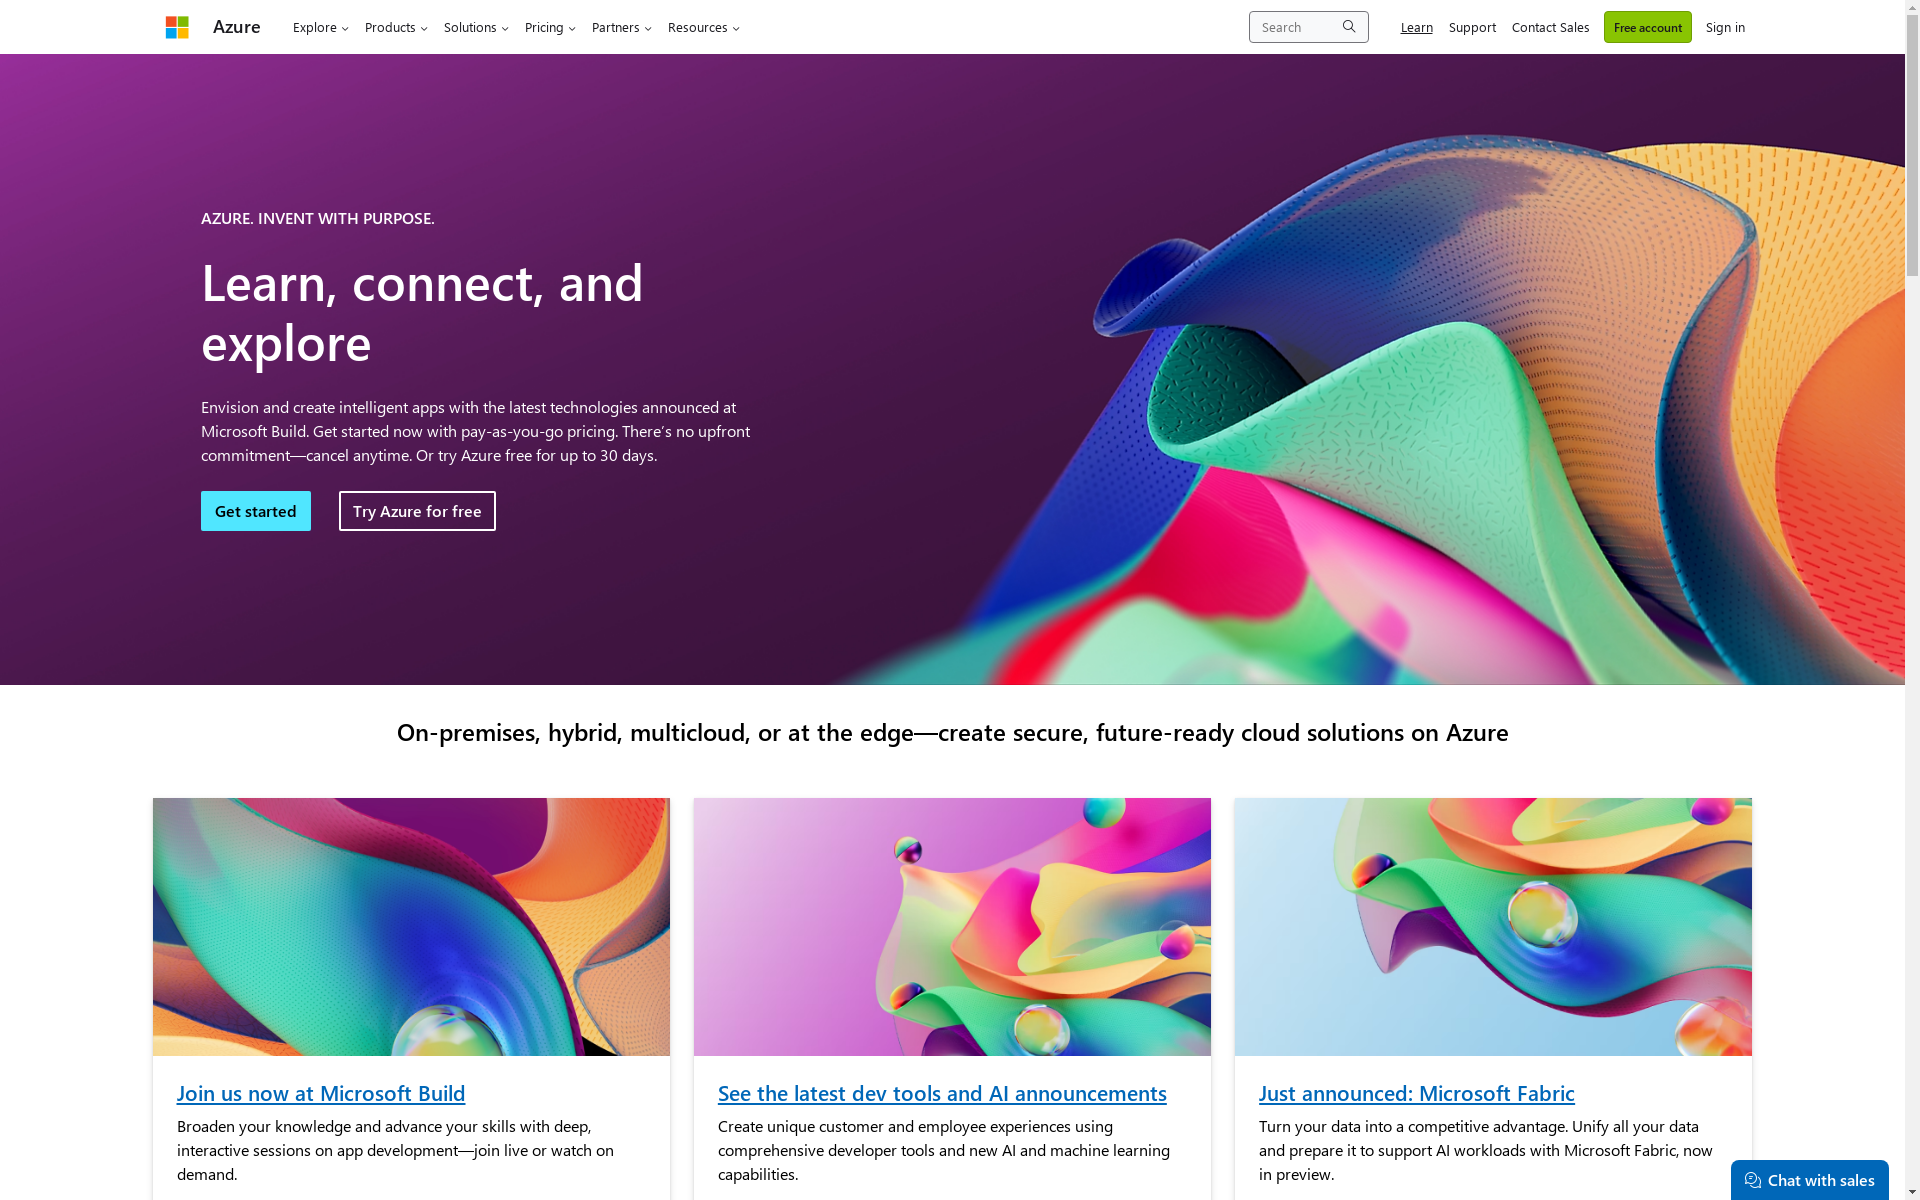 Azure
Explore
Products
Solutions
Pricing
Partners
Resources
Search
Learn
Support
Contact Sales
Free account
Sign in
AZURE. INVENT WITH PURPOSE.
Learn, connect, and
explore
Envision and create intelligent apps with the latest technologies announced at
Microsoft Build. Get started now with pay-as-you-go pricing. There's no upfront
commitment—cancel anytime. Or try Azure free for up to 30 days.
Get started
Try Azure for free
On-premises, hybrid, multicloud, or at the edge—create secure, future-ready cloud solutions on Azure
Join us now at Microsoft Build
Broaden your knowledge and advance your skills with deep,
interactive sessions on app development—join live or watch on
demand.
See the latest dev tools and AI announcements
Create unique customer and employee experiences using
comprehensive developer tools and new AI and machine learning
capabilities.
Just announced: Microsoft Fabric
Turn your data into a competitive advantage. Unify all your data
and prepare it to support AI workloads with Microsoft Fabric, now
in preview.
Chat with sales